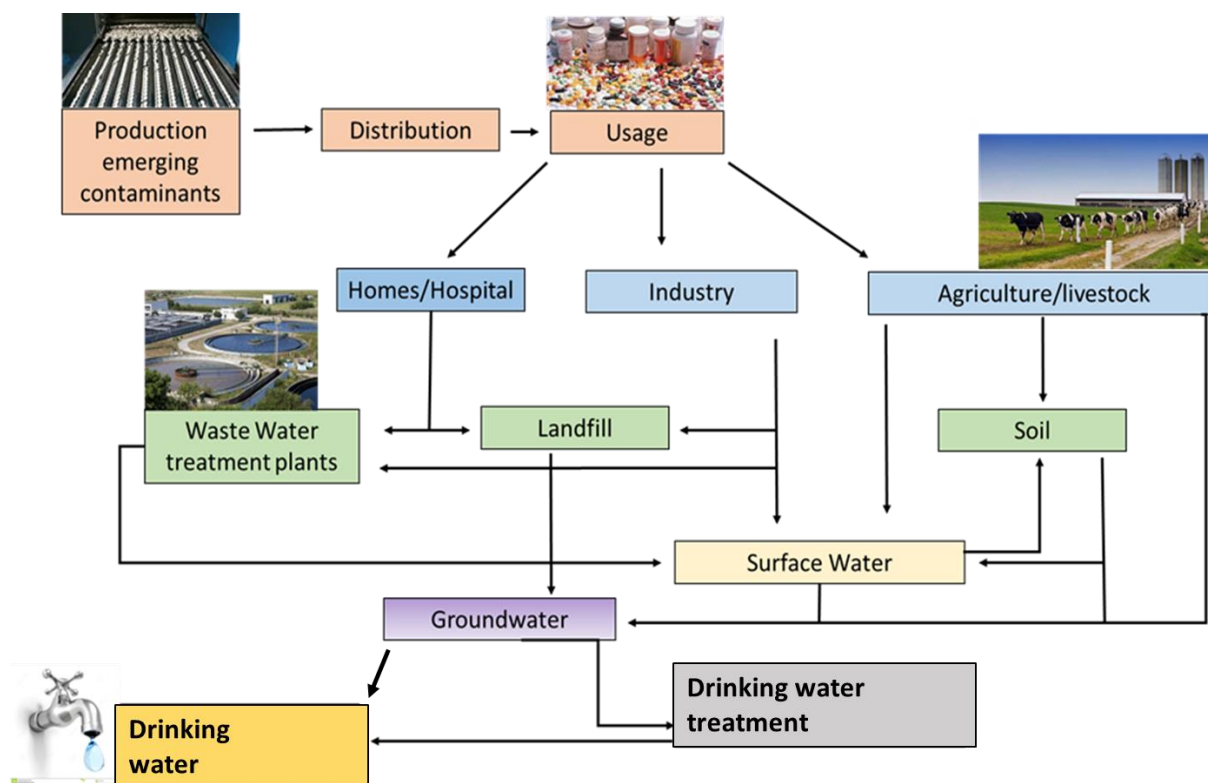 Production
emerging
contaminants
Distribution
Usage
Homes/Hospital
Industry
Agriculture/livestock
Waste Water
treatment plants
Landfill
Soil
Surface Water
Groundwater
Drinking water
treatment
Drinking
water